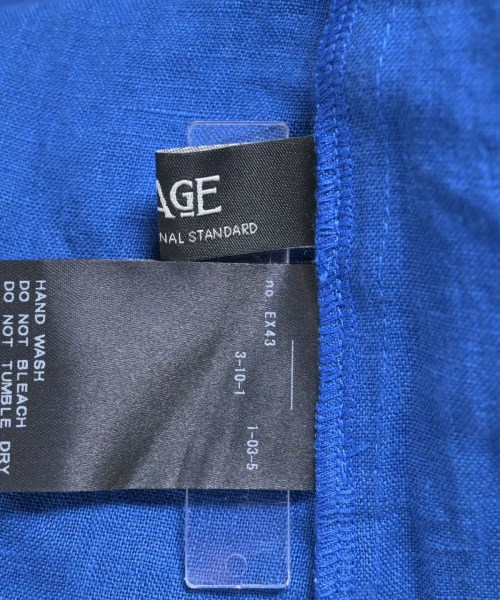 AGE
NAL STANDARD
no. EX43
3-10-1
1-03-5
HAND WASH
DO NOT BLEACH
DO NOT TUMBLE DRY